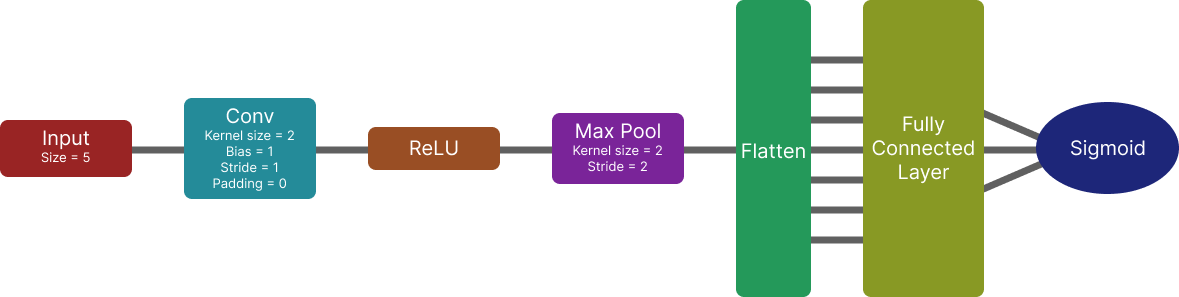 Input
Size = 5
Conv
Kernel size = 2
Bias = 1
Stride = 1
Padding = 0
ReLU
Max Pool
Kernel size = 2
Stride = 2
Flatten
Fully
Connected
Layer
Sigmoid